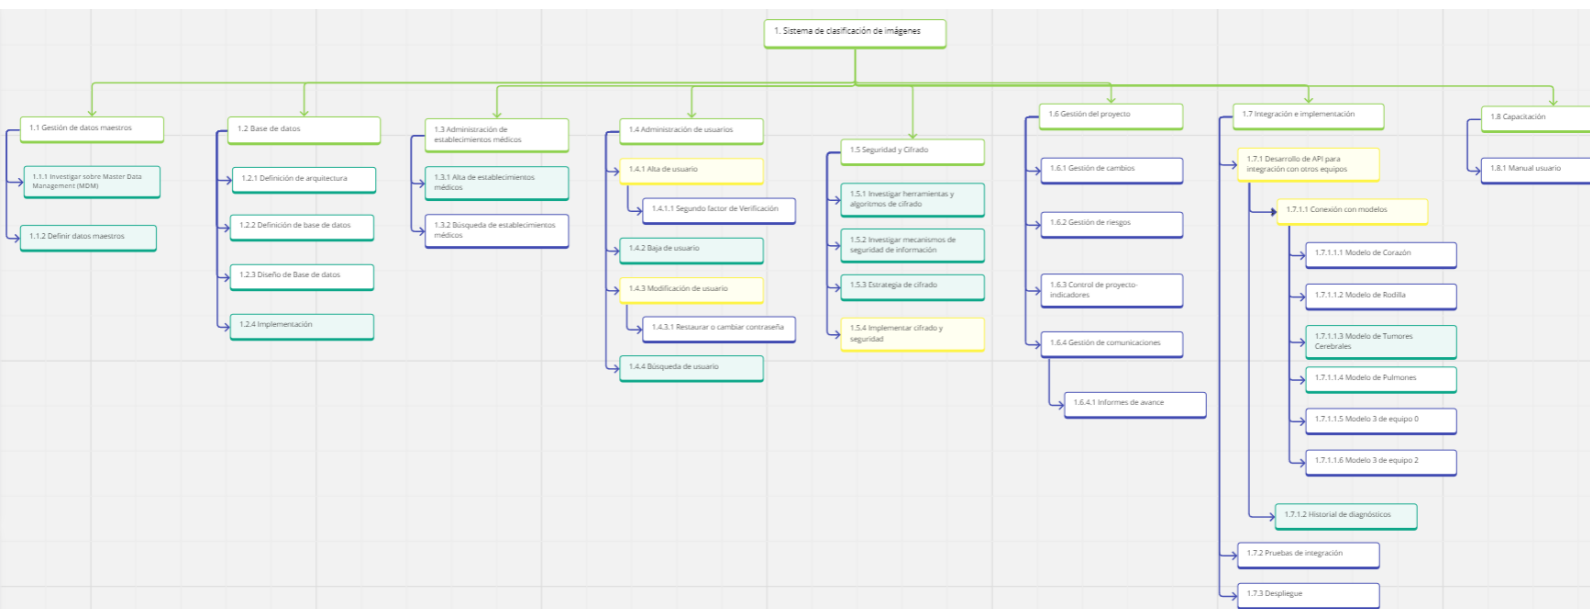 1. Sistema de clasificación de imágenes
1.1 Gestión de datos maestros
1.1.1 Investigar sobre Master Data
Management (MDM)
1.1.2 Definir datos maestros
1.2 Base de datos
1.2.1 Definición de arquitectura
1.2.2 Definición de base de datos
1.2.3 Diseño de Base de datos
1.2.4 Implementación
1.3 Administración de
establecimientos médicos
1.3.1 Alta de establecimientos
médicos
1.3.2 Búsqueda de establecimientos
médicos
1.4 Administración de usuarios
1.4.1 Alta de usuario
1.4.1.1 Segundo factor de Verificación
1.4.2 Baja de usuario
1.4.3 Modificación de usuario
1.4.3.1 Restaurar o cambiar contraseña
1.4.4 Búsqueda de usuario
1.5 Seguridad y Cifrado
1.5.1 Investigar herramientas y
algoritmos de cifrado
1.5.2 Investigar mecanismos de
seguridad de información
1.5.3 Estrategia de cifrado
1.5.4 Implementar cifrado y
seguridad
1.6 Gestión del proyecto
1.6.1 Gestión de cambios
1.6.2 Gestión de riesgos
1.6.3 Control de proyecto-
indicadores
1.6.4 Gestión de comunicaciones
1.6.4.1 Informes de avance
1.7 Integración e implementación
1.7.1 Desarrollo de API para
integración con otros equipos
1.7.1.1 Conexión con modelos
1.7.1.1.1 Modelo de Corazón
1.7.1.1.2 Modelo de Rodilla
1.7.1.1.3 Modelo de Tumores
Cerebrales
1.7.1.1.4 Modelo de Pulmones
1.7.1.1.5 Modelo 3 de equipo 0
1.7.1.1.6 Modelo 3 de equipo 2
1.7.1.2 Historial de diagnósticos
1.7.2 Pruebas de integración
1.7.3 Despliegue
1.8 Capacitación
1.8.1 Manual usuario